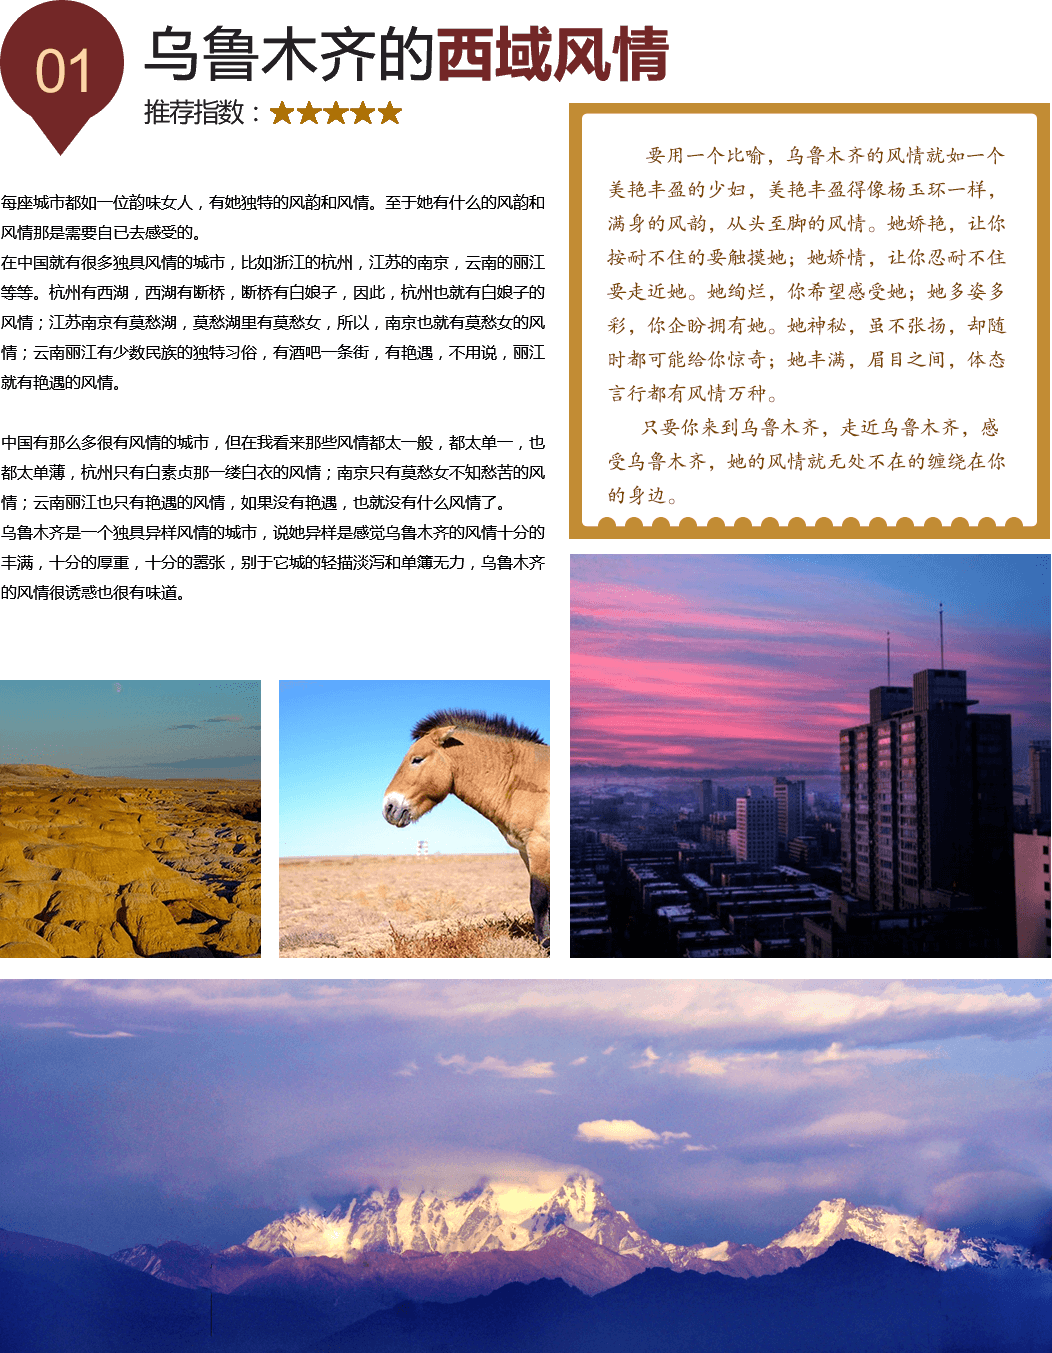 01
乌鲁木齐的西域风情
推荐指数：★★★★★
每座城市都如一位韵味女人，有她独特的风韵和风情。至于她有什么的风韵和
风情那是需要自已去感受的。
在中国就有很多独具风情的城市，比如浙江的杭州，江苏的南京，云南的丽江
等等。杭州有西湖，西湖有断桥，断桥有白娘子，因此，杭州也就有白娘子的
风情；江苏南京有莫愁湖，莫愁湖里有莫愁女，所以，南京也就有莫愁女的风
情；云南丽江有少数民族的独特习俗，有酒吧一条街，有艳遇，不用说，丽江
就有艳遇的风情。
中国有那么多很有风情的城市，但在我看来那些风情都太一般，都太单一，也
都太单薄，杭州只有白素贞那一缕白衣的风情；南京只有莫愁女不知愁苦的风
情；云南丽江也只有艳遇的风情，如果没有艳遇，也就没有什么风情了。
乌鲁木齐是一个独具异样风情的城市，说她异样是感觉乌鲁木齐的风情十分的
丰满，十分的厚重，十分的嚣张，别于它城的轻描淡泻和单簿无力，乌鲁木齐
的风情很诱惑也很有味道。
要用一个比喻，乌鲁木齐的风情就如一个
美艳丰盈的少妇，美艳丰盈得像杨玉环一样，
满身的风韵，从头至脚的风情。她娇艳，让你
按耐不住的要触摸她；她娇情，让你忍耐不住
要走近她。她绚烂，你希望感受她；她多姿多
彩，你企盼拥有她。她神秘，虽不张扬，却随
时都可能给你惊奇；她丰满，眉目之间，体态
言行都有风情万种。
只要你来到乌鲁木齐，走近乌鲁木齐，感
受乌鲁木齐，她的风情就无处不在的缠绕在你
的身边。